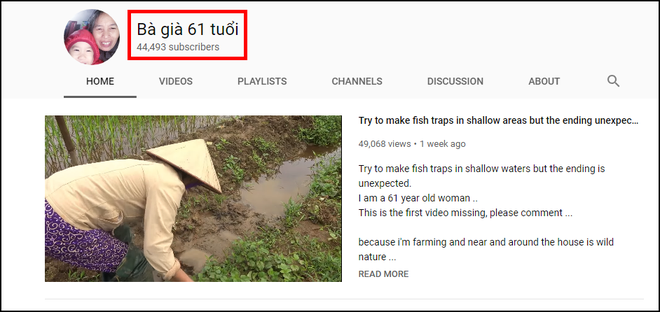 Bà già 61 tuổi
44,493 subscribers
HOME VIDEOS PLAYLISTS CHANNELS DISCUSSION ABOUT
Try to make fish traps in shallow areas but the ending unexpec...
49,068 views • 1 week ago
Try to make fish traps in shallow waters but the ending is
unexpected.
I am a 61 year old woman ..
This is the first video missing, please comment ...
because i'm farming and near and around the house is wild
nature ...
READ MORE